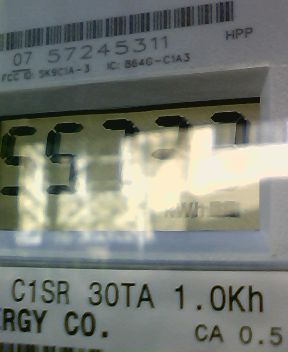 07 57245311
HPP
FCC ID: SK9C1A-3 IC: 864G-C1A3
kWh
C1SR 30TA 1.0Kh
ERGY CO.
CA 0.5